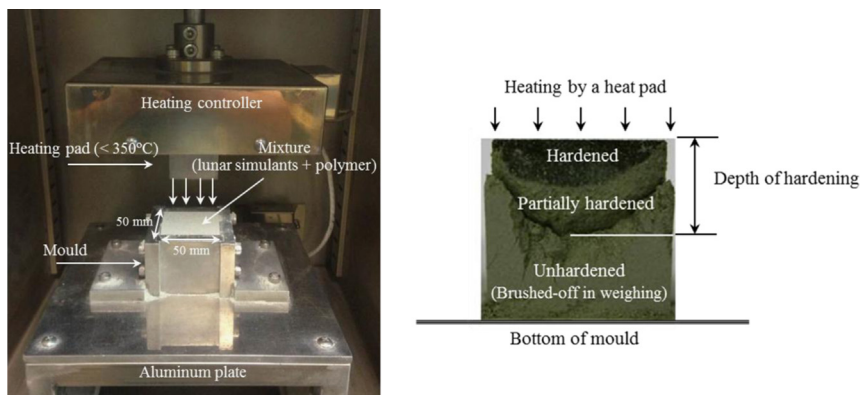 Heating controller
Heating pad (< 350°C)
Mixture
(lunar simulants + polymer)
50 mm
50 mm
Mould
Aluminum plate
Heating by a heat pad
Hardened
Partially hardened
Depth of hardening
Unhardened
(Brushed-off in weighing)
Bottom of mould